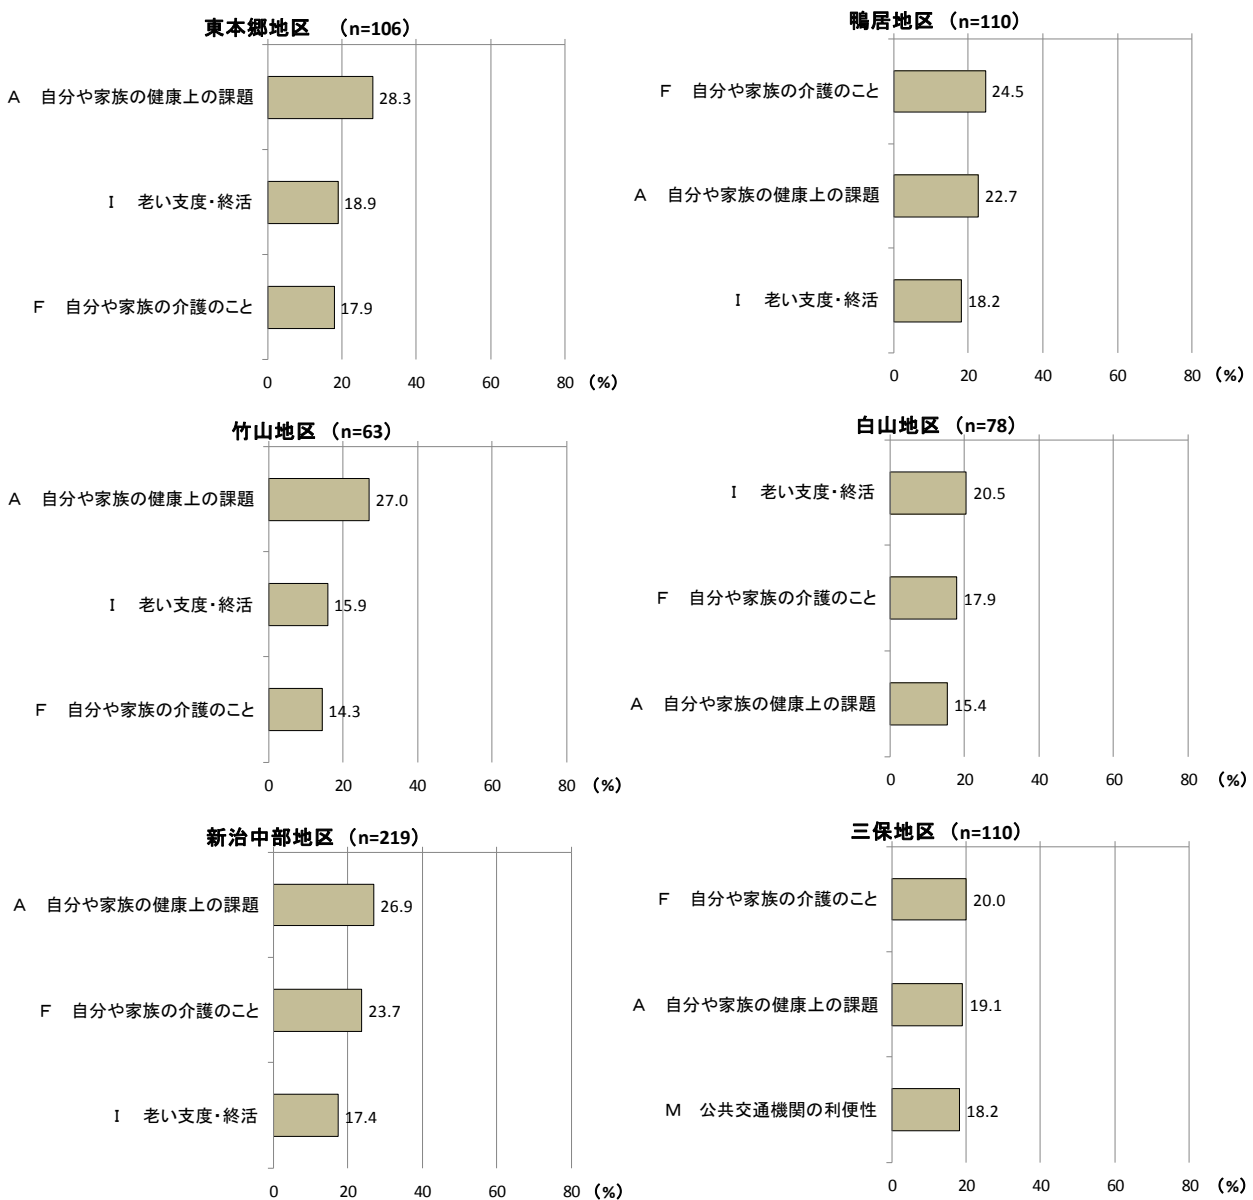 東本郷地区　（n=106）
A　自分や家族の健康上の課題
28.3
I　老い支度・終活
18.9
F　自分や家族の介護のこと
17.9
0 20 40 60 80 (%)
鴨居地区（n=110）
F　自分や家族の介護のこと
24.5
A　自分や家族の健康上の課題
22.7
I　老い支度・終活
18.2
0 20 40 60 80 (%)
竹山地区（n=63）
A　自分や家族の健康上の課題
27.0
I　老い支度・終活
15.9
F　自分や家族の介護のこと
14.3
0 20 40 60 80 (%)
白山地区（n=78）
I　老い支度・終活
20.5
F　自分や家族の介護のこと
17.9
A　自分や家族の健康上の課題
15.4
0 20 40 60 80 (%)
新治中部地区（n=219）
A　自分や家族の健康上の課題
26.9
F　自分や家族の介護のこと
23.7
I　老い支度・終活
17.4
0 20 40 60 80 (%)
三保地区（n=110）
F　自分や家族の介護のこと
20.0
A　自分や家族の健康上の課題
19.1
M　公共交通機関の利便性
18.2
0 20 40 60 80 (%)